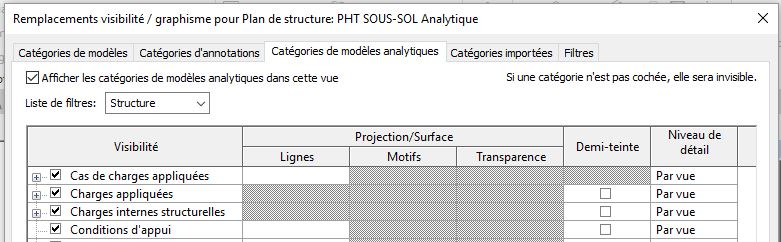 Remplacements visibilité / graphisme pour Plan de structure: PHT SOUS-SOL Analytique
Catégories de modèles Catégories d'annotations Catégories de modèles analytiques Catégories importées Filtres
Afficher les catégories de modèles analytiques dans cette vue Si une catégorie n'est pas cochée, elle sera invisible.
Liste de filtres: Structure
Visibilité Projection/Surface Demi-teinte Niveau de détail
Lignes Motifs Transparence
Cas de charges appliquées Par vue
Charges appliquées Par vue
Charges internes structurelles Par vue
Conditions d'appui Par vue